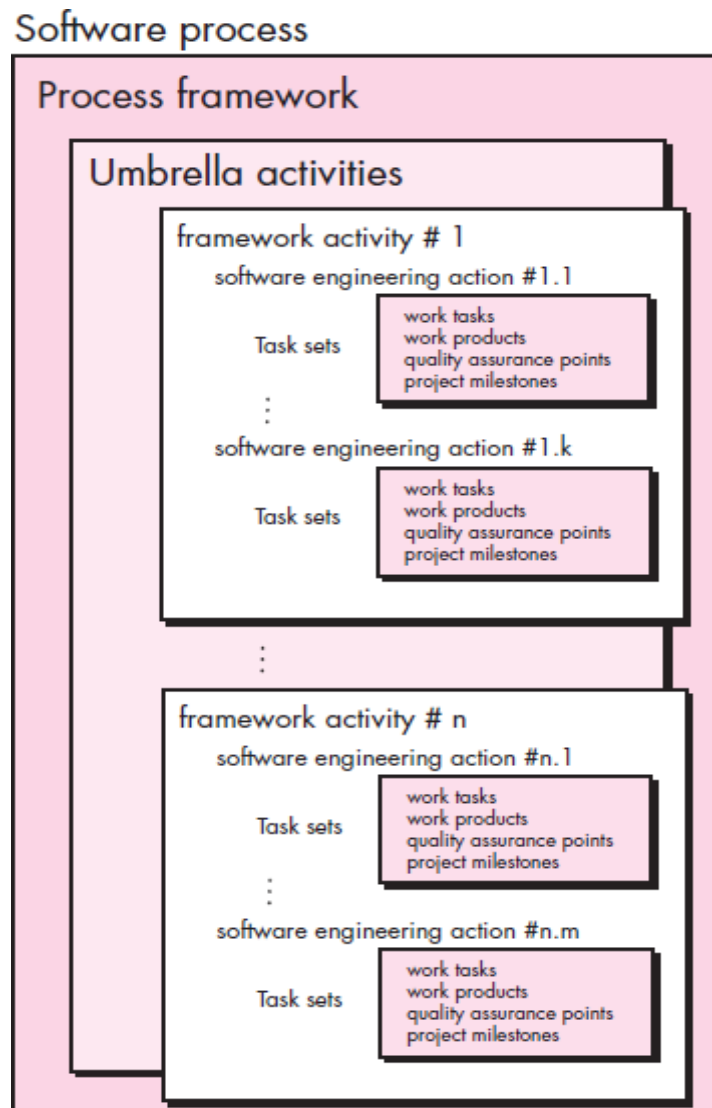 Software process
Process framework
Umbrella activities
framework activity # 1
software engineering action #1.1
Task sets
work tasks
work products
quality assurance points
project milestones
software engineering action #1.k
Task sets
work tasks
work products
quality assurance points
project milestones
framework activity # n
software engineering action #n.1
Task sets
work tasks
work products
quality assurance points
project milestones
software engineering action #n.m
Task sets
work tasks
work products
quality assurance points
project milestones